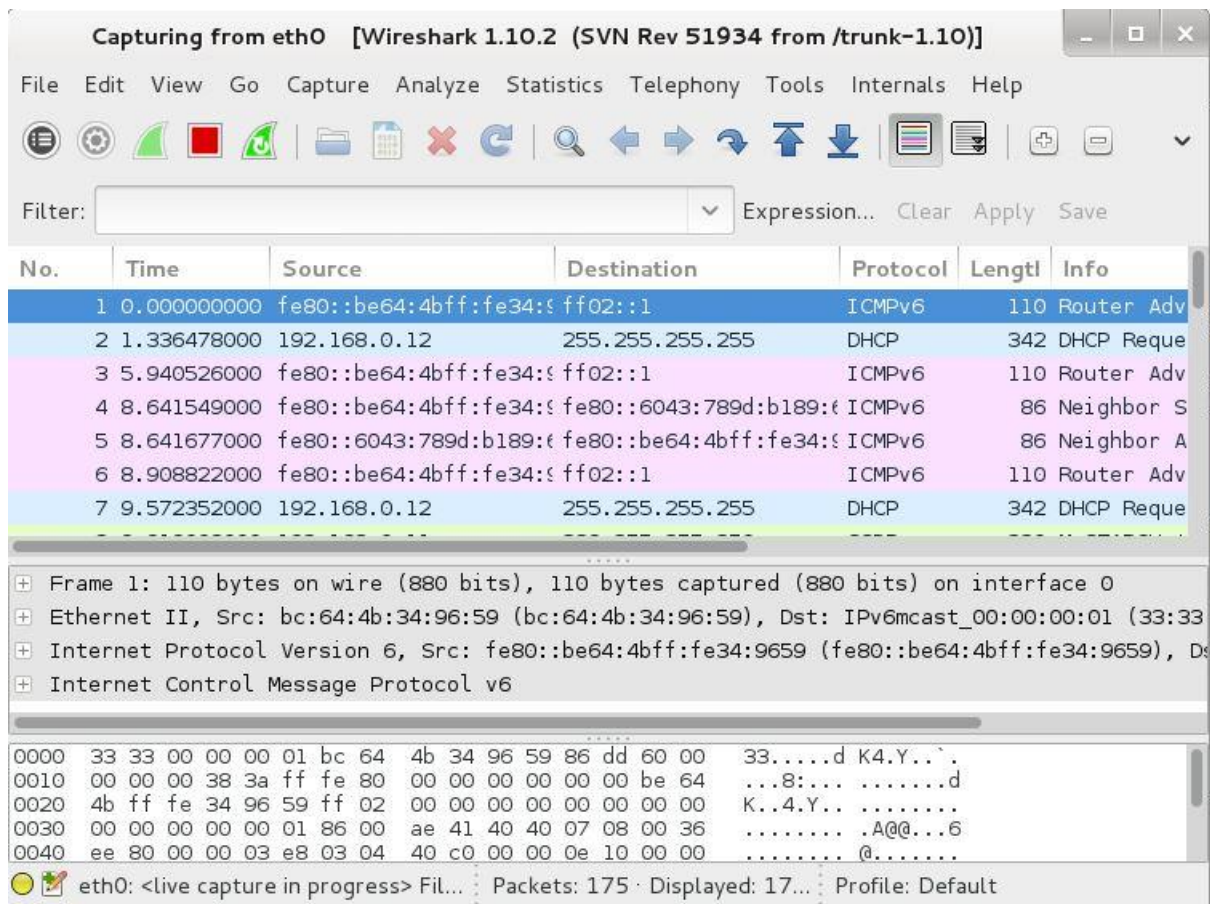 Capturing from eth0 [Wireshark 1.10.2 (SVN Rev 51934 from /trunk-1.10)]
File Edit View Go Capture Analyze Statistics Telephony Tools Internals Help
Filter: Expression... Clear Apply Save
No. Time Source Destination Protocol Lengtl Info
1 0.000000000 fe80::be64:4bff:fe34:9 ff02::1 ICMPv6 110 Router Adv
2 1.336478000 192.168.0.12 255.255.255.255 DHCP 342 DHCP Reque
3 5.940526000 fe80::be64:4bff:fe34:9 ff02::1 ICMPv6 110 Router Adv
4 8.641549000 fe80::be64:4bff:fe34:9 fe80::6043:789d:b189:6 ICMPv6 86 Neighbor S
5 8.641677000 fe80::6043:789d:b189:6 fe80::be64:4bff:fe34:9 ICMPv6 86 Neighbor A
6 8.908822000 fe80::be64:4bff:fe34:9 ff02::1 ICMPv6 110 Router Adv
7 9.572352000 192.168.0.12 255.255.255.255 DHCP 342 DHCP Reque
Frame 1: 110 bytes on wire (880 bits), 110 bytes captured (880 bits) on interface 0
Ethernet II, Src: bc:64:4b:34:96:59 (bc:64:4b:34:96:59), Dst: IPv6mcast_00:00:00:01 (33:33
Internet Protocol Version 6, Src: fe80::be64:4bff:fe34:9659 (fe80::be64:4bff:fe34:9659), Ds
Internet Control Message Protocol v6
0000 33 33 00 00 00 01 bc 64 4b 34 96 59 86 dd 60 00 33.....d K4.Y..`.
0010 00 00 00 38 3a ff fe 80 00 00 00 00 00 00 be 64 ...8:... .......d
0020 4b ff fe 34 96 59 ff 02 00 00 00 00 00 00 00 00 K..4.Y.. ........
0030 00 00 00 00 00 01 86 00 ae 41 40 40 07 08 00 36 ........ .A@@...6
0040 ee 80 00 00 03 e8 03 04 40 c0 00 00 0e 10 00 00 ........ @.......
eth0: <live capture in progress> Fil... Packets: 175 · Displayed: 17... Profile: Default